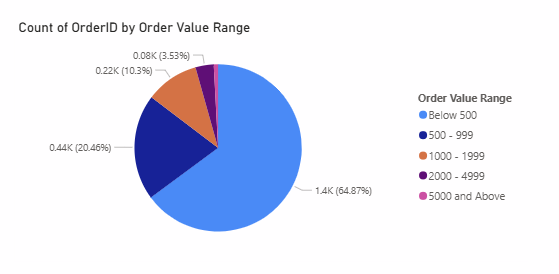 Count of OrderID by Order Value Range
0.08K (3.53%)
0.22K (10.3%)
0.44K (20.46%)
1.4K (64.87%)
Order Value Range
Below 500
500 - 999
1000 - 1999
2000 - 4999
5000 and Above